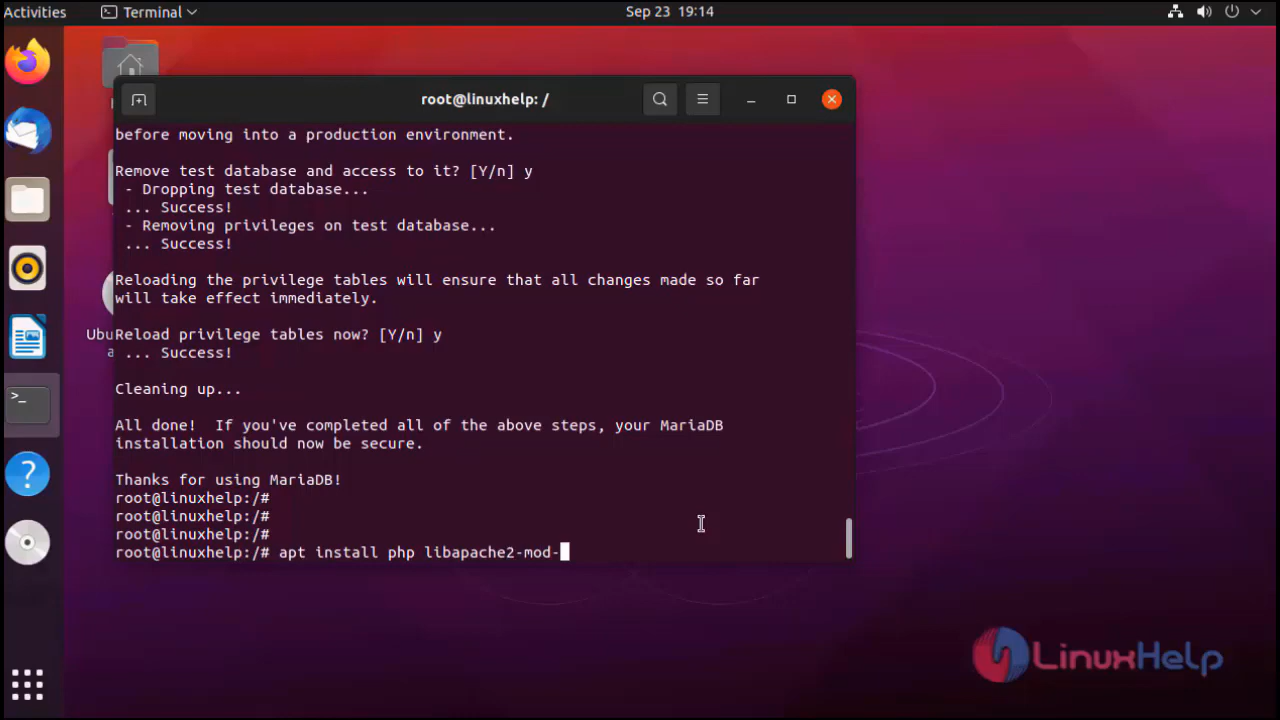 Activities
Terminal
Sep 23 19:14
root@linuxhelp: /
before moving into a production environment.
Remove test database and access to it? [Y/n] y
- Dropping test database...
... Success!
- Removing privileges on test database...
... Success!
Reloading the privilege tables will ensure that all changes made so far
will take effect immediately.
Ubu
Reload privilege tables now? [Y/n] y
a
... Success!
Cleaning up...
All done!  If you've completed all of the above steps, your MariaDB
installation should now be secure.
Thanks for using MariaDB!
root@linuxhelp:/#
root@linuxhelp:/#
root@linuxhelp:/#
root@linuxhelp:/# apt install php libapache2-mod-
LinuxHelp